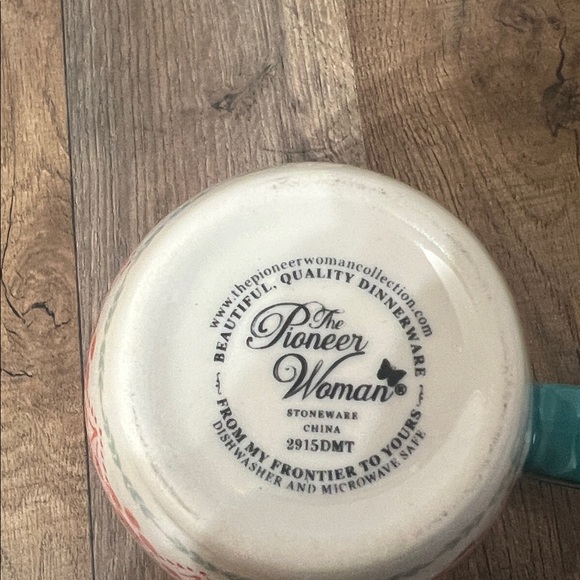 www.thepioneerwomancollection.com
BEAUTIFUL, QUALITY DINNERWARE
The
Pioneer
Woman®
STONEWARE
CHINA
2915DMT
FROM MY FRONTIER TO YOURS
DISHWASHER AND MICROWAVE SAFE